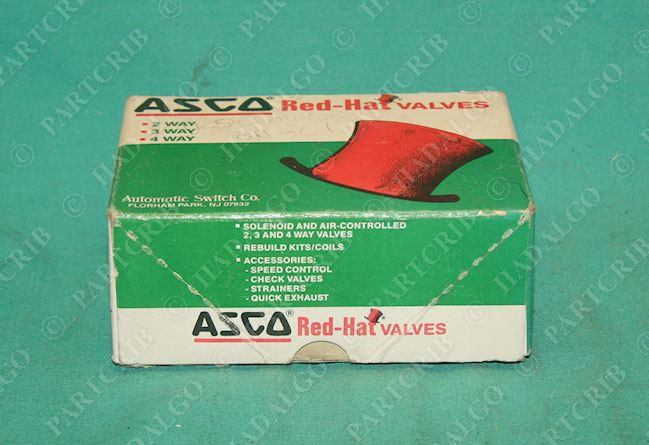 ASCO® Red-Hat VALVES
▪ 2 WAY
▪ 3 WAY
▪ 4 WAY
Automatic Switch Co.
FLORHAM PARK, NJ 07932
▪ SOLENOID AND AIR-CONTROLLED
2, 3 AND 4 WAY VALVES
▪ REBUILD KITS/COILS
▪ ACCESSORIES:
- SPEED CONTROL
- CHECK VALVES
- STRAINERS
- QUICK EXHAUST
ASCO® Red-Hat VALVES
© PARTCRIB
© HADALGO